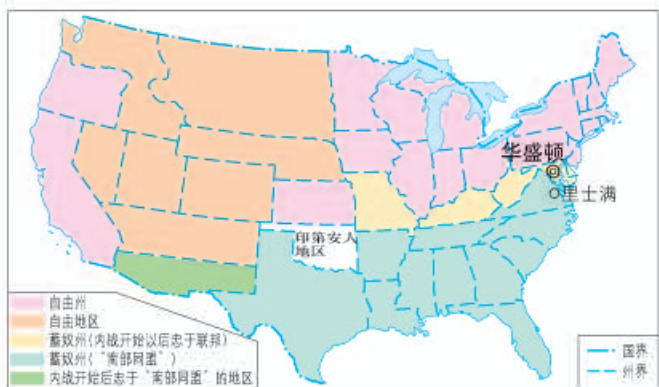 华盛顿
里士满
印第安人
地区
自由州
自由地区
蓄奴州(内战开始以后忠于联邦)
蓄奴州(“南部同盟”)
内战开始后忠于“南部同盟”的地区
国界
州界